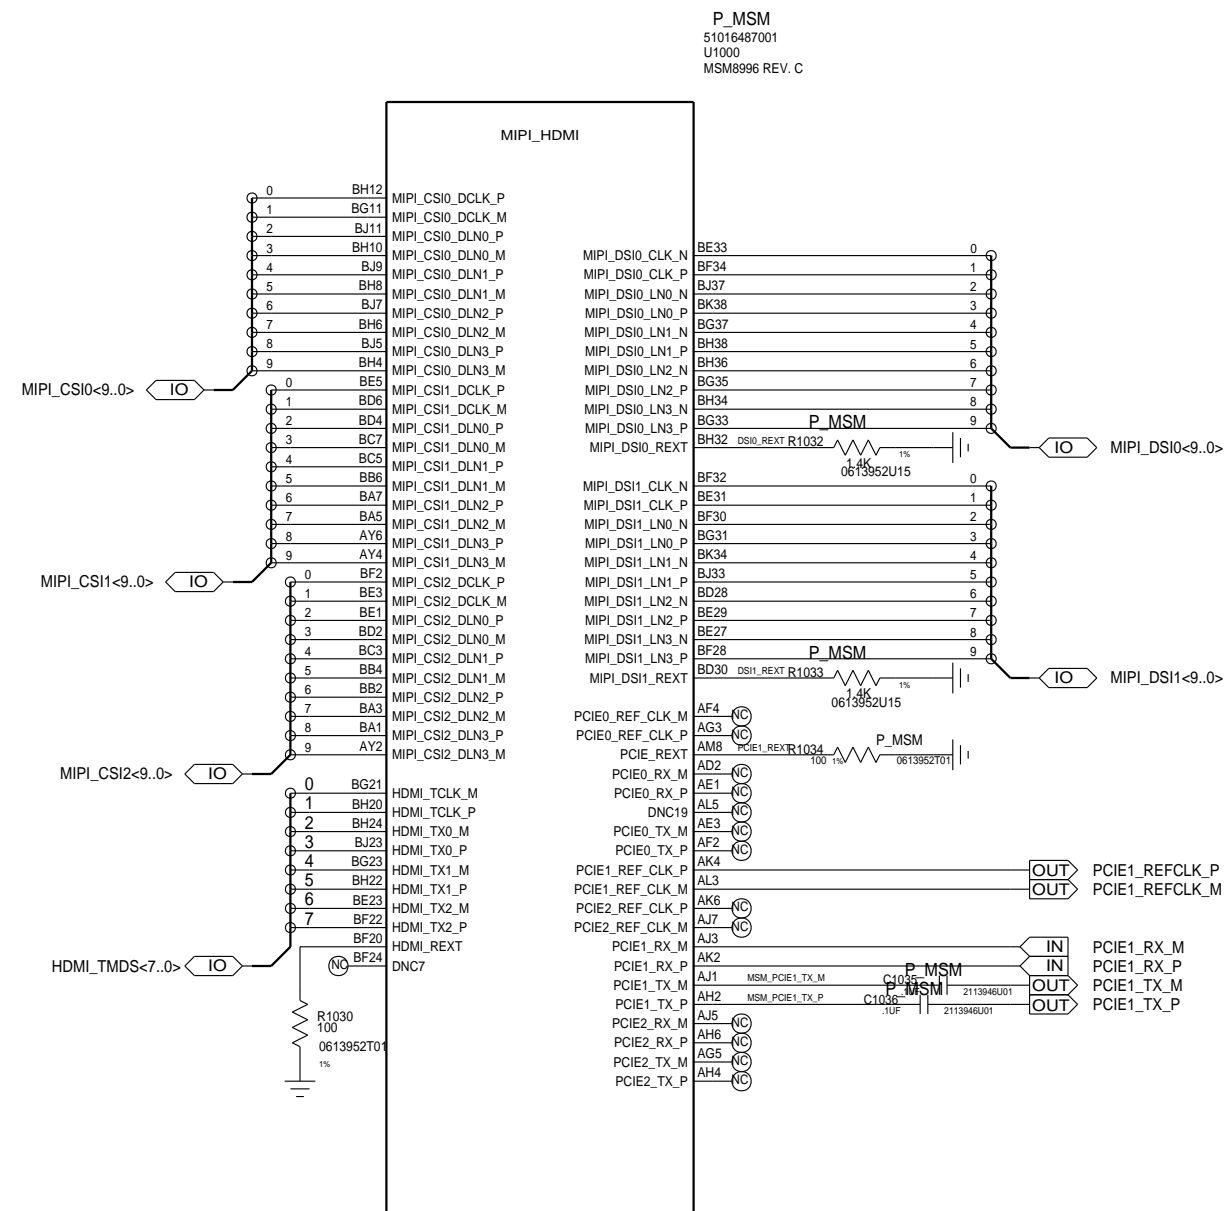 P_MSM
51016487001
U1000
MSM8996 REV. C
MIPI_HDMI
0 BH12 MIPI_CSI0_DCLK_P
1 BG11 MIPI_CSI0_DCLK_M
2 BJ11 MIPI_CSI0_DLN0_P
3 BH10 MIPI_CSI0_DLN0_M
4 BJ9 MIPI_CSI0_DLN1_P
5 BH8 MIPI_CSI0_DLN1_M
6 BJ7 MIPI_CSI0_DLN2_P
7 BH6 MIPI_CSI0_DLN2_M
8 BJ5 MIPI_CSI0_DLN3_P
9 BH4 MIPI_CSI0_DLN3_M
MIPI_CSI0<9..0> IO
0 BE5 MIPI_CSI1_DCLK_P
1 BD6 MIPI_CSI1_DCLK_M
2 BD4 MIPI_CSI1_DLN0_P
3 BC7 MIPI_CSI1_DLN0_M
4 BC5 MIPI_CSI1_DLN1_P
5 BB6 MIPI_CSI1_DLN1_M
6 BA7 MIPI_CSI1_DLN2_P
7 BA5 MIPI_CSI1_DLN2_M
8 AY6 MIPI_CSI1_DLN3_P
9 AY4 MIPI_CSI1_DLN3_M
MIPI_CSI1<9..0> IO
0 BF2 MIPI_CSI2_DCLK_P
1 BE3 MIPI_CSI2_DCLK_M
2 BE1 MIPI_CSI2_DLN0_P
3 BD2 MIPI_CSI2_DLN0_M
4 BC3 MIPI_CSI2_DLN1_P
5 BB4 MIPI_CSI2_DLN1_M
6 BB2 MIPI_CSI2_DLN2_P
7 BA3 MIPI_CSI2_DLN2_M
8 BA1 MIPI_CSI2_DLN3_P
9 AY2 MIPI_CSI2_DLN3_M
MIPI_CSI2<9..0> IO
0 BG21 HDMI_TCLK_M
1 BH20 HDMI_TCLK_P
2 BH24 HDMI_TX0_M
3 BJ23 HDMI_TX0_P
4 BG23 HDMI_TX1_M
5 BH22 HDMI_TX1_P
6 BE23 HDMI_TX2_M
7 BF22 HDMI_TX2_P
BF20 HDMI_REXT
HDMI_TMDS<7..0> IO
NC BF24 DNC7
R1030
100
0613952T01
1%
MIPI_DSI0_CLK_N BE33 0
MIPI_DSI0_CLK_P BF34 1
MIPI_DSI0_LN0_N BJ37 2
MIPI_DSI0_LN0_P BK38 3
MIPI_DSI0_LN1_N BG37 4
MIPI_DSI0_LN1_P BH38 5
MIPI_DSI0_LN2_N BH36 6
MIPI_DSI0_LN2_P BG35 7
MIPI_DSI0_LN3_N BH34 8
MIPI_DSI0_LN3_P BG33 9
P_MSM
MIPI_DSI0_REXT BH32 DSI0_REXT R1032 1%
1.4K
0613952U15
IO MIPI_DSI0<9..0>
MIPI_DSI1_CLK_N BF32 0
MIPI_DSI1_CLK_P BE31 1
MIPI_DSI1_LN0_N BF30 2
MIPI_DSI1_LN0_P BG31 3
MIPI_DSI1_LN1_N BK34 4
MIPI_DSI1_LN1_P BJ33 5
MIPI_DSI1_LN2_N BD28 6
MIPI_DSI1_LN2_P BE29 7
MIPI_DSI1_LN3_N BE27 8
MIPI_DSI1_LN3_P BF28 9
P_MSM
MIPI_DSI1_REXT BD30 DSI1_REXT R1033 1%
1.4K
0613952U15
IO MIPI_DSI1<9..0>
PCIE0_REF_CLK_M AF4 NC
PCIE0_REF_CLK_P AG3 NC
PCIE_REXT AM8 PCIE1_REXT R1034 P_MSM
100 1% 0613952T01
PCIE0_RX_M AD2 NC
PCIE0_RX_P AE1 NC
DNC19 AL5 NC
PCIE0_TX_M AE3 NC
PCIE0_TX_P AF2 NC
PCIE1_REF_CLK_P AK4 OUT PCIE1_REFCLK_P
PCIE1_REF_CLK_M AL3 OUT PCIE1_REFCLK_M
PCIE2_REF_CLK_P AK6 NC
PCIE2_REF_CLK_M AJ7 NC
PCIE1_RX_M AJ3 IN PCIE1_RX_M
PCIE1_RX_P AK2 IN PCIE1_RX_P
PCIE1_TX_M AJ1 MSM_PCIE1_TX_M C1035 P_MSM 2113946U01 OUT PCIE1_TX_M
PCIE1_TX_P AH2 MSM_PCIE1_TX_P C1036 P_MSM .1UF 2113946U01 OUT PCIE1_TX_P
PCIE2_RX_M AJ5 NC
PCIE2_RX_P AH6 NC
PCIE2_TX_M AG5 NC
PCIE2_TX_P AH4 NC